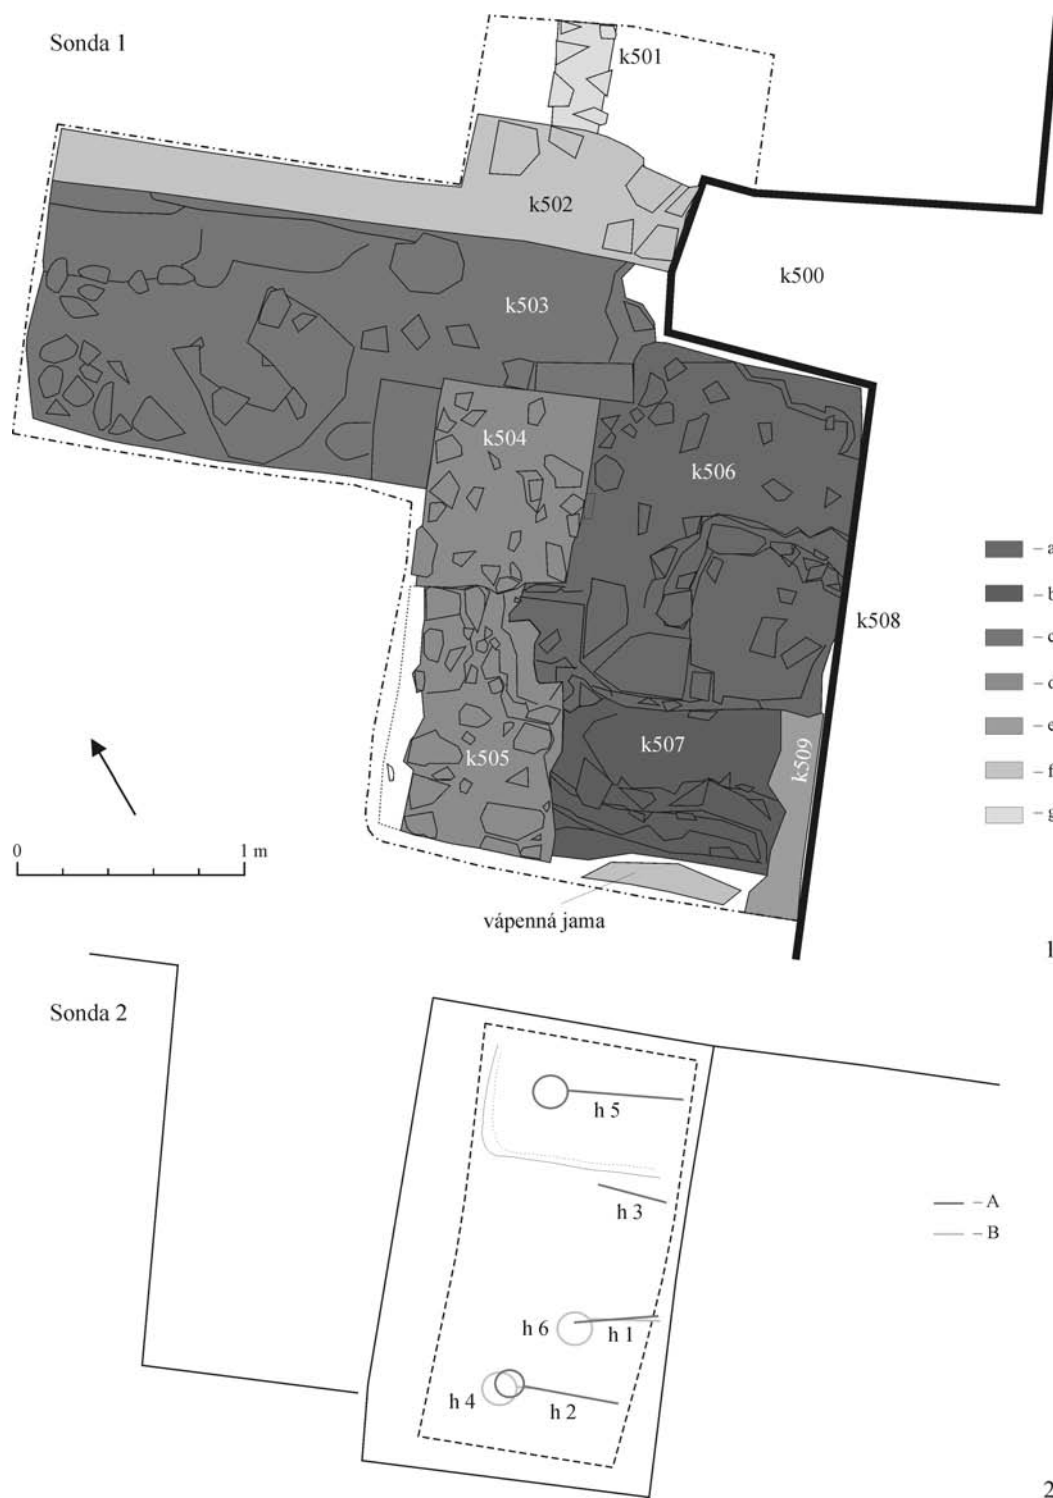 Sonda 1
k501
k502
k500
k503
k504
k506
– a
– b
k508
– c
– d
k507
k509
– e
k505
– f
– g
0 1 m
vápenná jama
1
Sonda 2
h 5
– A
h 3
– B
h 6
h 1
h 4
h 2
2